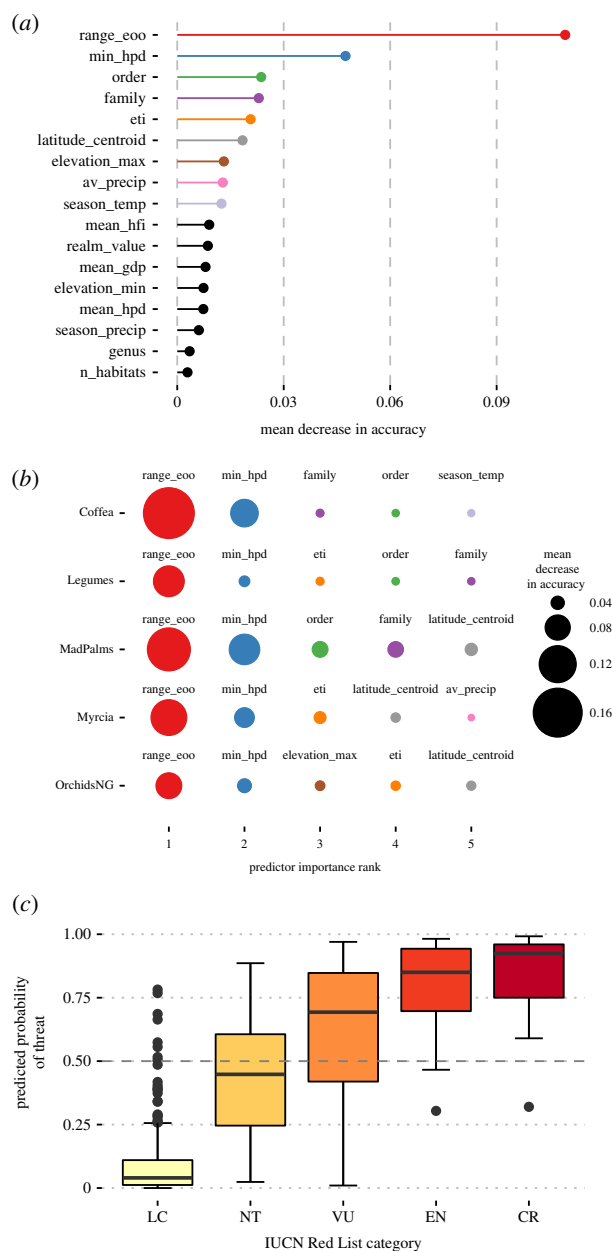 (a)
range_eoo
min_hpd
order
family
eti
latitude_centroid
elevation_max
av_precip
season_temp
mean_hfi
realm_value
mean_gdp
elevation_min
mean_hpd
season_precip
genus
n_habitats
0 0.03 0.06 0.09
mean decrease in accuracy
(b)
range_eoo min_hpd family order season_temp
Coffea
range_eoo min_hpd eti order family
Legumes
range_eoo min_hpd order family latitude_centroid
MadPalms
range_eoo min_hpd eti latitude_centroid av_precip
Myrcia
range_eoo min_hpd elevation_max eti latitude_centroid
OrchidsNG
1 2 3 4 5
predictor importance rank
mean
decrease
in accuracy
0.04
0.08
0.12
0.16
(c)
predicted probability
of threat
1.00
0.75
0.50
0.25
0
LC NT VU EN CR
IUCN Red List category